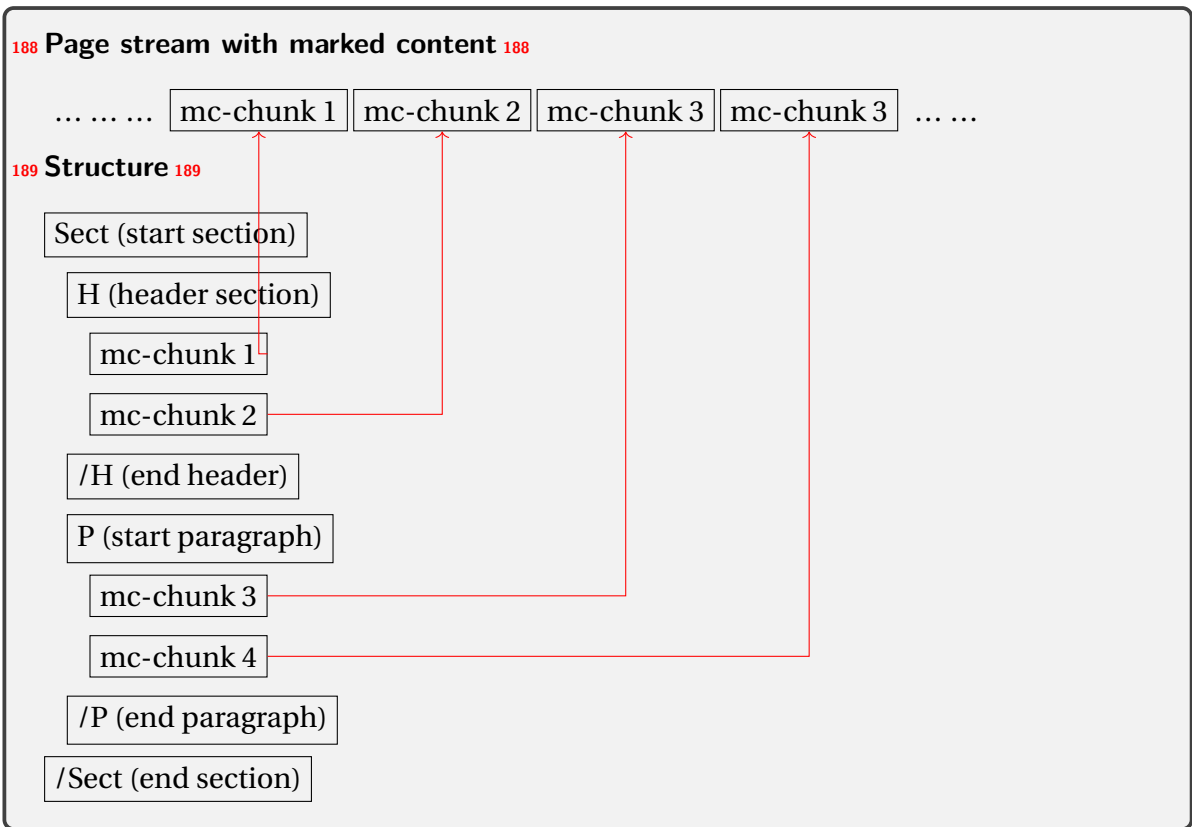 188 Page stream with marked content 188
… … … mc-chunk 1 mc-chunk 2 mc-chunk 3 mc-chunk 3 … …
189 Structure 189
Sect (start section)
H (header section)
mc-chunk 1
mc-chunk 2
/H (end header)
P (start paragraph)
mc-chunk 3
mc-chunk 4
/P (end paragraph)
/Sect (end section)